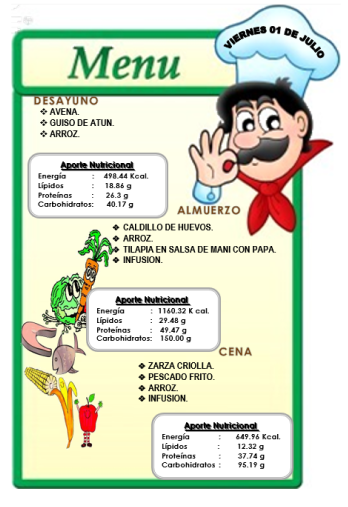 VIERNES 01 DE JULIO
Menu
DESAYUNO
❖ AVENA.
❖ GUISO DE ATUN.
❖ ARROZ.
Aporte Nutricional
Energía : 498.44 Kcal.
Lípidos : 18.86 g
Proteínas : 26.3 g
Carbohidratos: 40.17 g
ALMUERZO
❖ CALDILLO DE HUEVOS.
❖ ARROZ.
❖ TILAPIA EN SALSA DE MANI CON PAPA.
❖ INFUSION.
Aporte Nutricional
Energía : 1160.32 K cal.
Lípidos : 29.48 g
Proteínas : 49.47 g
Carbohidratos: 150.00 g
CENA
❖ ZARZA CRIOLLA.
❖ PESCADO FRITO.
❖ ARROZ.
❖ INFUSION.
Aporte Nutricional
Energía : 649.96 Kcal.
Lípidos : 12.32 g
Proteínas : 37.74 g
Carbohidratos : 95.19 g